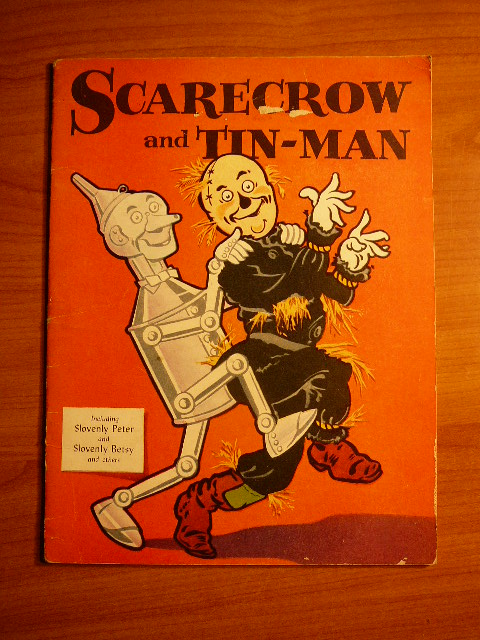 SCARECROW
and TIN-MAN
Including
Slovenly Peter
and
Slovenly Betsy
and others